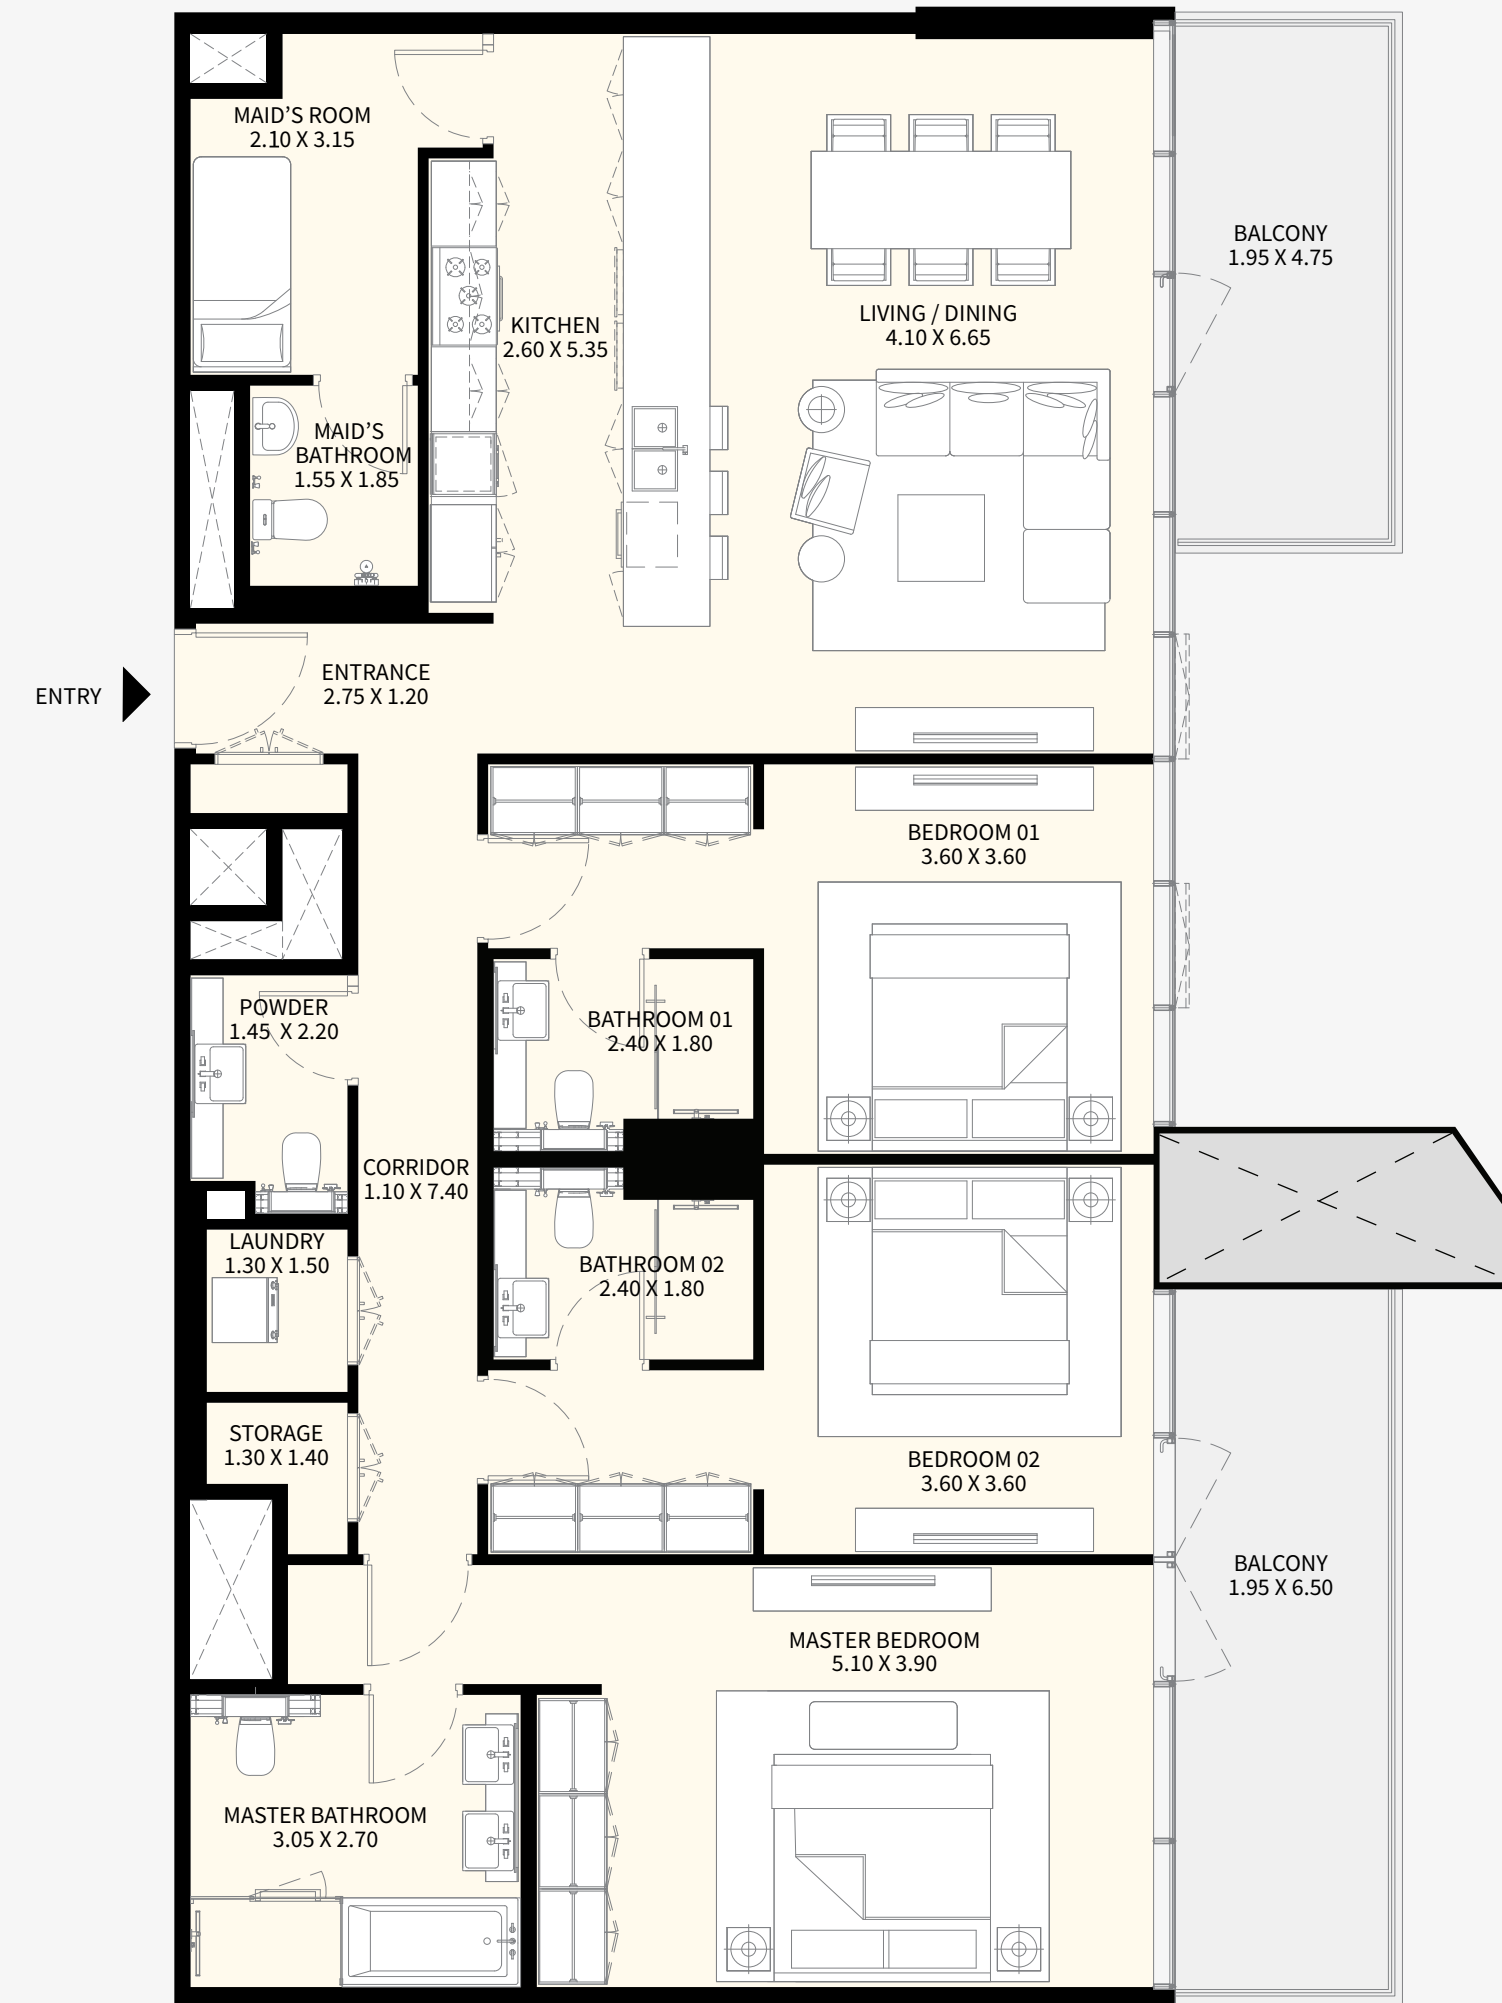 MAID’S ROOM
2.10 X 3.15
BALCONY
1.95 X 4.75
LIVING / DINING
4.10 X 6.65
KITCHEN
2.60 X 5.35
MAID’S
BATHROOM
1.55 X 1.85
ENTRANCE
2.75 X 1.20
ENTRY
BEDROOM 01
3.60 X 3.60
POWDER
1.45 X 2.20
BATHROOM 01
2.40 X 1.80
CORRIDOR
1.10 X 7.40
LAUNDRY
1.30 X 1.50
BATHROOM 02
2.40 X 1.80
STORAGE
1.30 X 1.40
BEDROOM 02
3.60 X 3.60
BALCONY
1.95 X 6.50
MASTER BEDROOM
5.10 X 3.90
MASTER BATHROOM
3.05 X 2.70